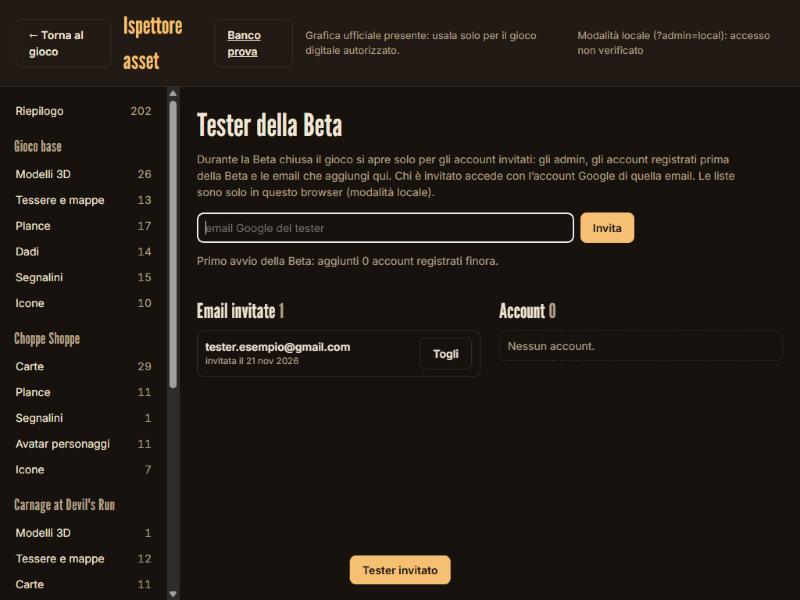 ← Torna al
gioco
Ispettore
asset
Banco
prova
Grafica ufficiale presente: usala solo per il gioco
digitale autorizzato.
Modalità locale (?admin=local): accesso
non verificato
Riepilogo 202
Gioco base
Modelli 3D 26
Tessere e mappe 13
Plance 17
Dadi 14
Segnalini 15
Icone 10
Choppe Shoppe
Carte 29
Plance 11
Segnalini 1
Avatar personaggi 11
Icone 7
Carnage at Devil's Run
Modelli 3D 1
Tessere e mappe 12
Carte 11
Tester della Beta
Durante la Beta chiusa il gioco si apre solo per gli account invitati: gli admin, gli account registrati prima
della Beta e le email che aggiungi qui. Chi è invitato accede con l'account Google di quella email. Le liste
sono solo in questo browser (modalità locale).
email Google del tester
Invita
Primo avvio della Beta: aggiunti 0 account registrati finora.
Email invitate 1
tester.esempio@gmail.com
invitata il 21 nov 2026
Togli
Account 0
Nessun account.
Tester invitato